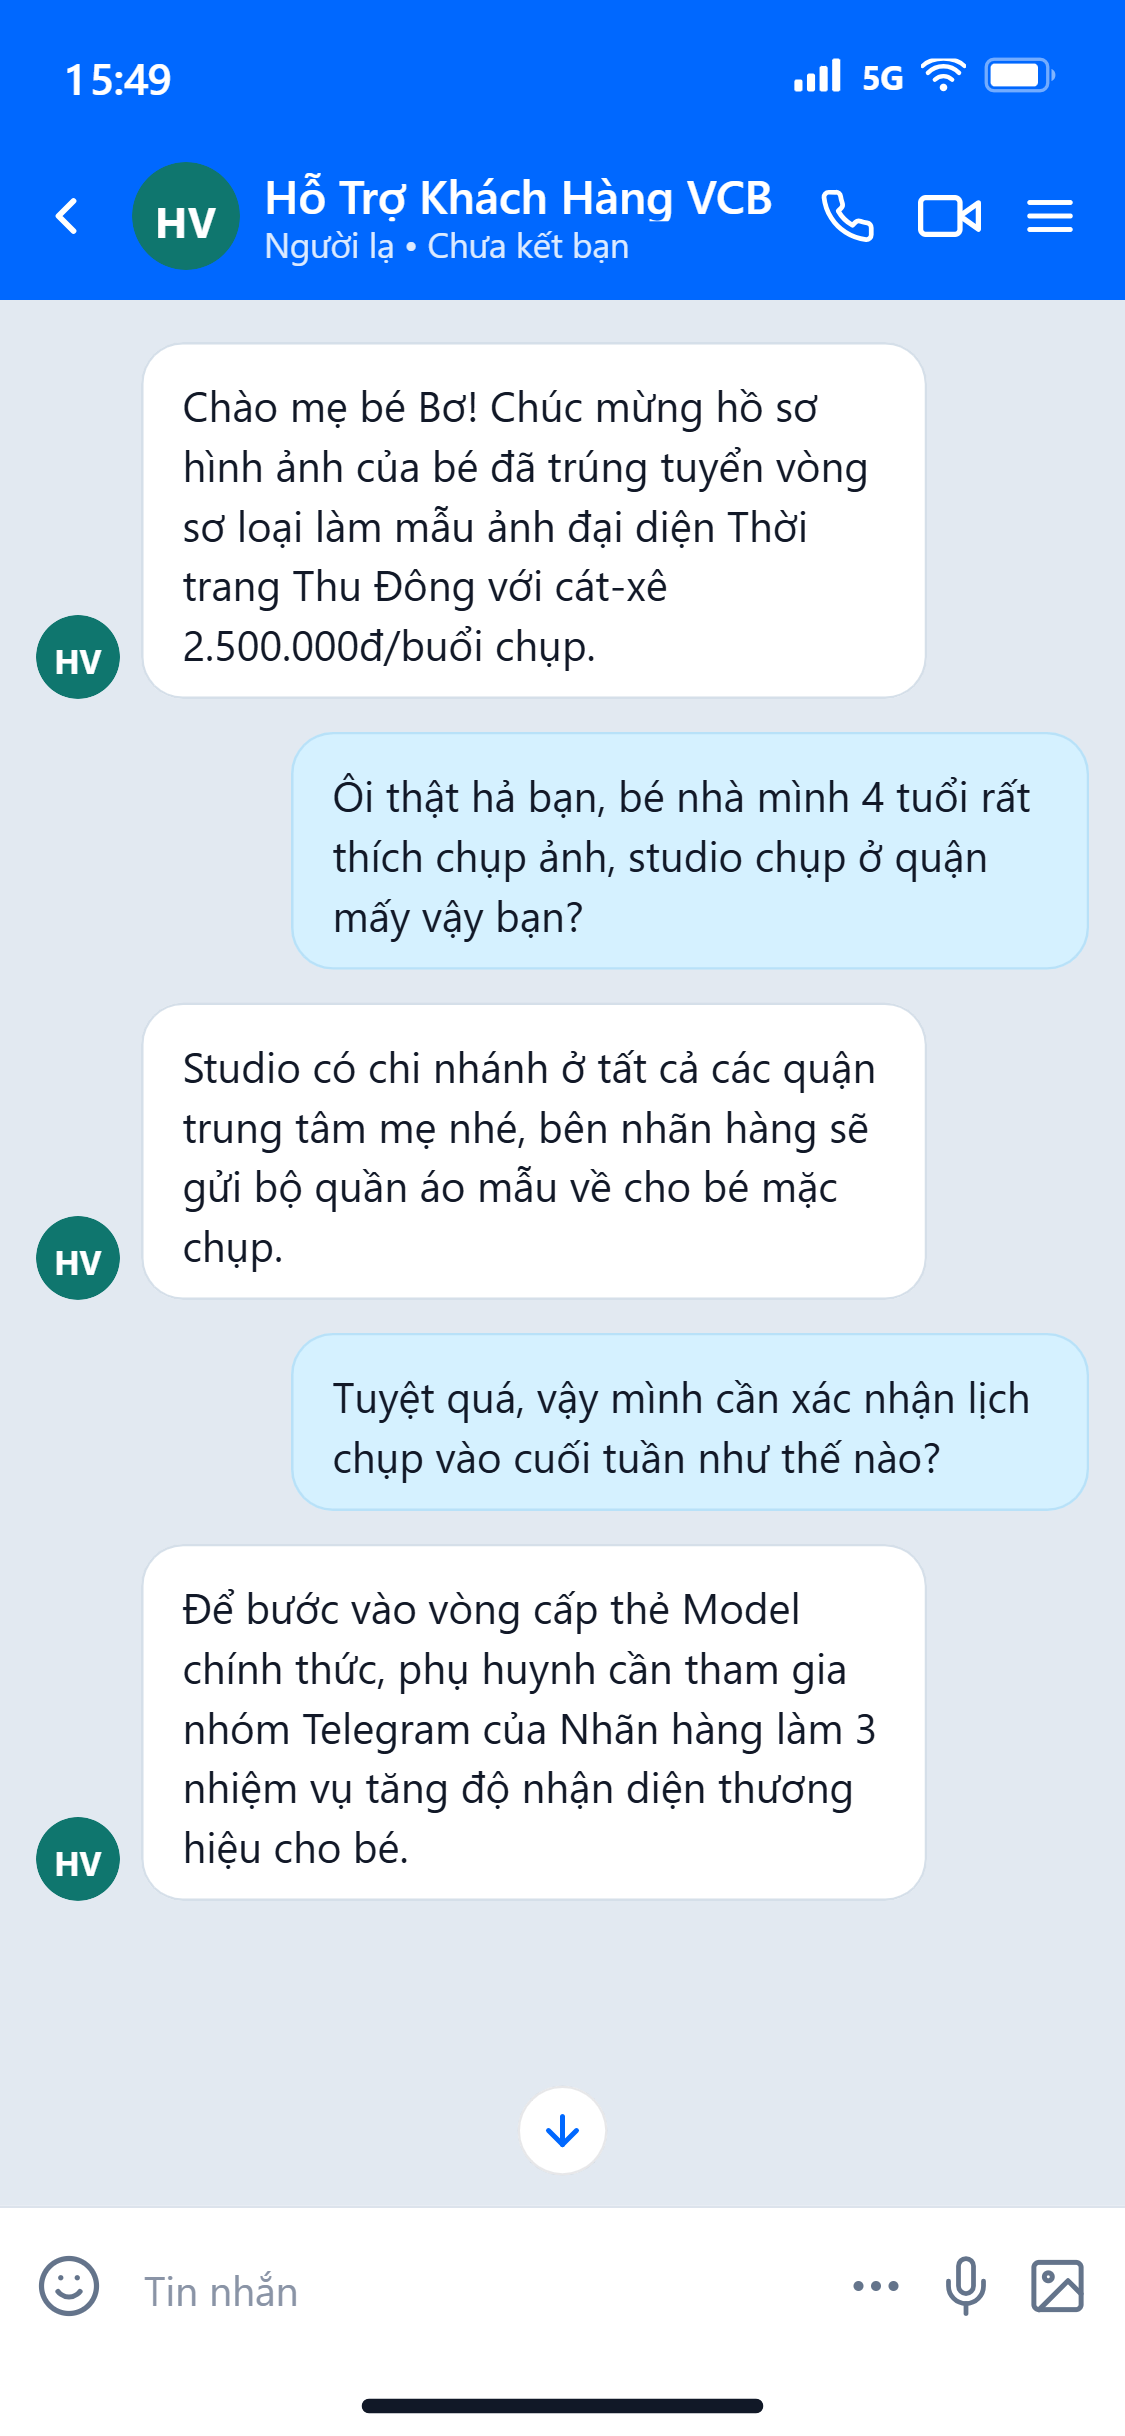 15:49
5G
HV
Hỗ Trợ Khách Hàng VCB
Người lạ • Chưa kết bạn
Chào mẹ bé Bơ! Chúc mừng hồ sơ
hình ảnh của bé đã trúng tuyển vòng
sơ loại làm mẫu ảnh đại diện Thời
trang Thu Đông với cát-xê
2.500.000đ/buổi chụp.
HV
Ôi thật hả bạn, bé nhà mình 4 tuổi rất
thích chụp ảnh, studio chụp ở quận
mấy vậy bạn?
Studio có chi nhánh ở tất cả các quận
trung tâm mẹ nhé, bên nhãn hàng sẽ
gửi bộ quần áo mẫu về cho bé mặc
chụp.
HV
Tuyệt quá, vậy mình cần xác nhận lịch
chụp vào cuối tuần như thế nào?
Để bước vào vòng cấp thẻ Model
chính thức, phụ huynh cần tham gia
nhóm Telegram của Nhãn hàng làm 3
nhiệm vụ tăng độ nhận diện thương
hiệu cho bé.
HV
Tin nhắn